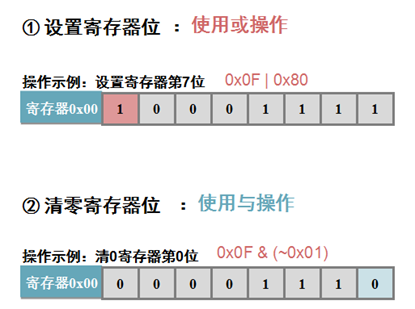 ① 设置寄存器位 : 使用或操作
操作示例：设置寄存器第7位 0x0F | 0x80
寄存器0x00 1 0 0 0 1 1 1 1
② 清零寄存器位 : 使用与操作
操作示例：清0寄存器第0位 0x0F & (~0x01)
寄存器0x00 0 0 0 0 1 1 1 0